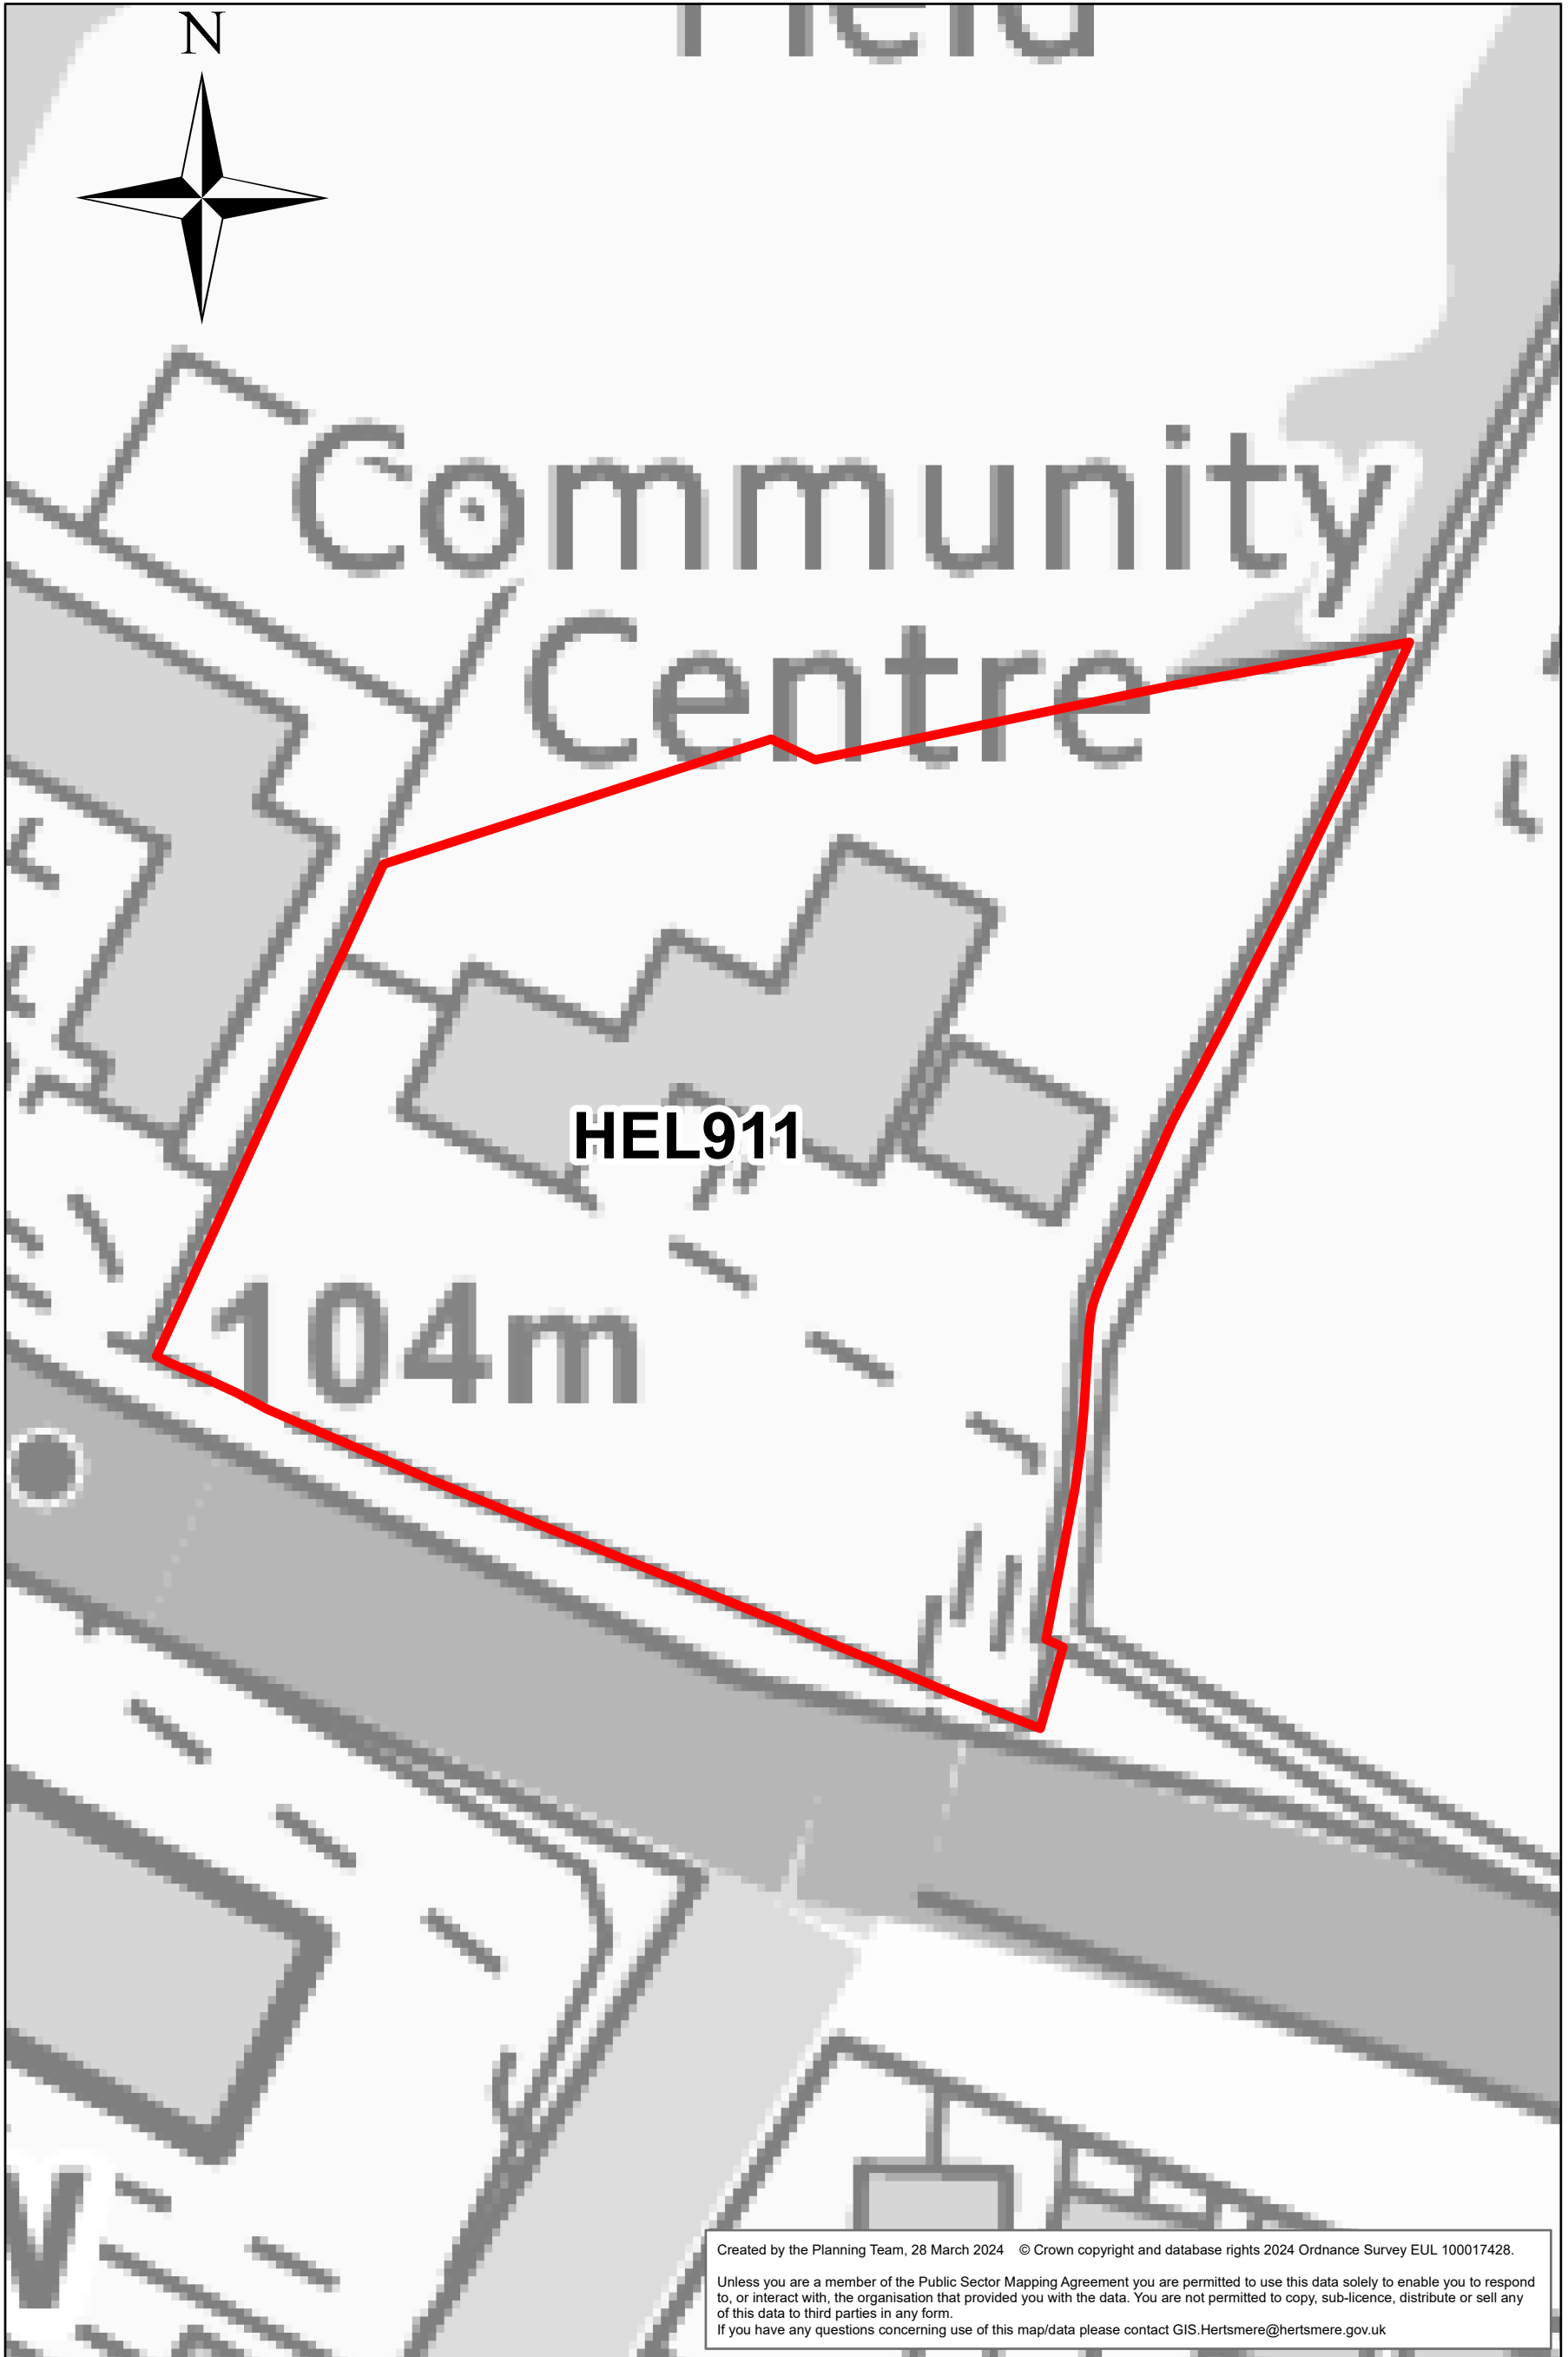 N
Community
Centre
HEL911
104m
Created by the Planning Team, 28 March 2024 © Crown copyright and database rights 2024 Ordnance Survey EUL 100017428.
Unless you are a member of the Public Sector Mapping Agreement you are permitted to use this data solely to enable you to respond
to, or interact with, the organisation that provided you with the data. You are not permitted to copy, sub-licence, distribute or sell any
of this data to third parties in any form.
If you have any questions concerning use of this map/data please contact GIS.Hertsmere@hertsmere.gov.uk